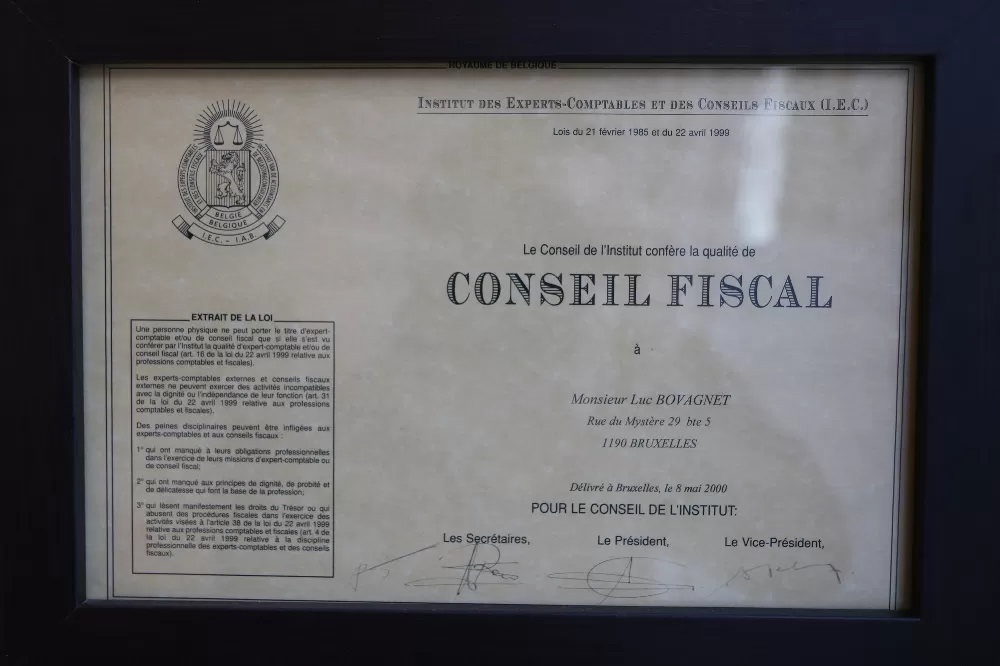 ROYAUME DE BELGIQUE
INSTITUT DES EXPERTS-COMPTABLES ET DES CONSEILS FISCAUX (I.E.C.)
Lois du 21 février 1985 et du 22 avril 1999
BELGIE
BELGIQUE
I.E.C. - I.A.B.
Le Conseil de l'Institut confère la qualité de
CONSEIL FISCAL
à
Monsieur Luc BOVAGNET
Rue du Mystère 29 bte 5
1190 BRUXELLES
Délivré à Bruxelles, le 8 mai 2000
POUR LE CONSEIL DE L'INSTITUT:
Les Secrétaires,
Le Président,
Le Vice-Président,
EXTRAIT DE LA LOI
Une personne physique ne peut porter le titre d'expert-
comptable et/ou de conseil fiscal que si elle s'est vu
conférer par l'Institut la qualité d'expert-comptable et/ou de
conseil fiscal (art. 16 de la loi du 22 avril 1999 relative aux
professions comptables et fiscales).
Les experts-comptables externes et conseils fiscaux
externes ne peuvent exercer des activités incompatibles
avec la dignité ou l'indépendance de leur fonction (art. 31
de la loi du 22 avril 1999 relative aux professions
comptables et fiscales).
Des peines disciplinaires peuvent être infligées aux
experts-comptables et aux conseils fiscaux :
1° qui ont manqué à leurs obligations professionnelles
dans l'exercice de leurs missions d'expert-comptable ou
de conseil fiscal;
2° qui ont manqué aux principes de dignité, de probité et
de délicatesse qui font la base de la profession;
3° qui lèsent manifestement les droits du Trésor ou qui
abusent des procédures fiscales dans l'exercice des
activités visées à l'article 38 de la loi du 22 avril 1999
relative aux professions comptables et fiscales (art. 4 de
la loi du 22 avril 1999 relative à la discipline
professionnelle des experts-comptables et des conseils
fiscaux).